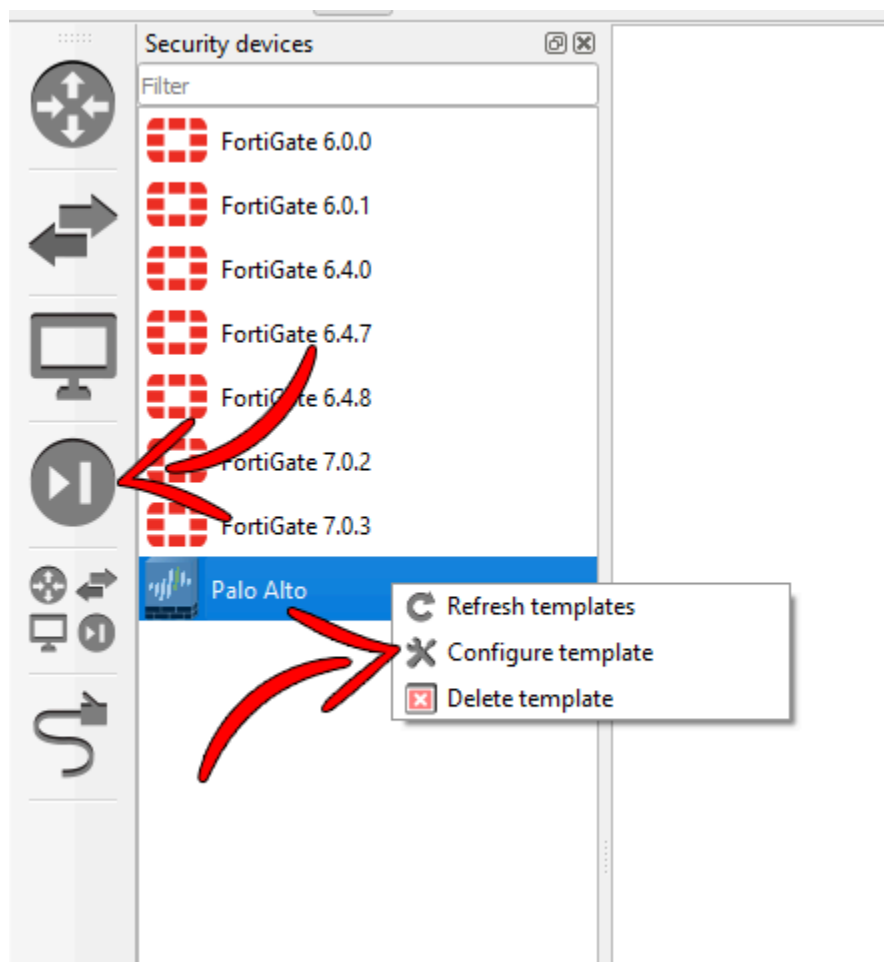 Security devices
Filter
FortiGate 6.0.0
FortiGate 6.0.1
FortiGate 6.4.0
FortiGate 6.4.7
FortiGate 6.4.8
FortiGate 7.0.2
FortiGate 7.0.3
Palo Alto
Refresh templates
Configure template
Delete template